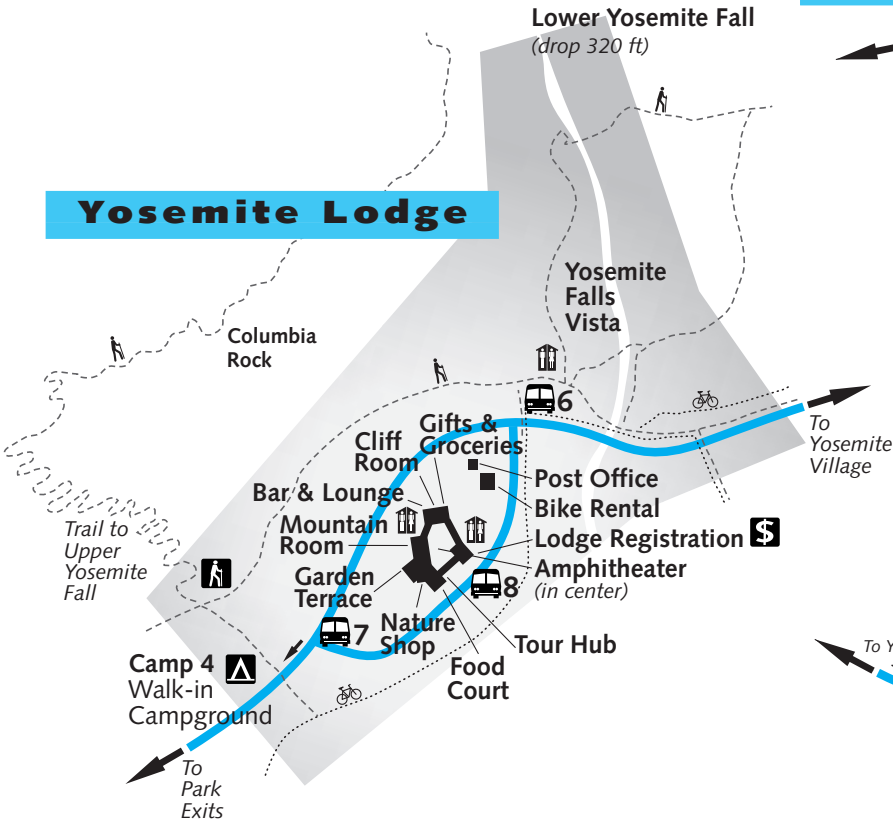 Lower Yosemite Fall
(drop 320 ft)
Yosemite Lodge
Yosemite
Falls
Vista
Columbia
Rock
6
To
Yosemite
Village
Gifts &
Groceries
Cliff
Room
Post Office
Bar & Lounge
Bike Rental
Mountain
Room
Lodge Registration
$
Trail to
Upper
Yosemite
Fall
Garden
Terrace
Amphitheater
(in center)
8
7
Nature
Shop
Tour Hub
Food
Court
Camp 4
Walk-in
Campground
To
Park
Exits
To